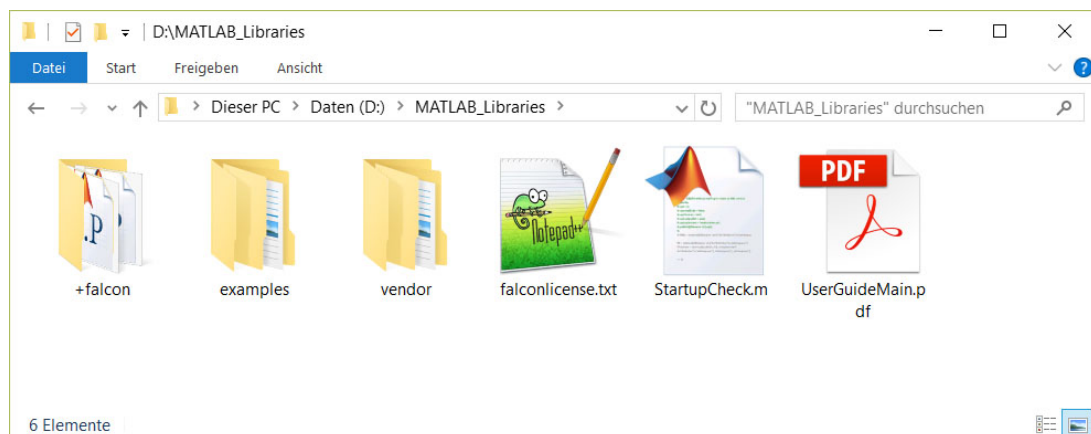 D:\MATLAB_Libraries
Datei Start Freigeben Ansicht ?
Dieser PC > Daten (D:) > MATLAB_Libraries > "MATLAB_Libraries" durchsuchen
.P P
Notepad++
PDF
+falcon examples vendor falconlicense.txt StartupCheck.m UserGuideMain.p
df
6 Elemente